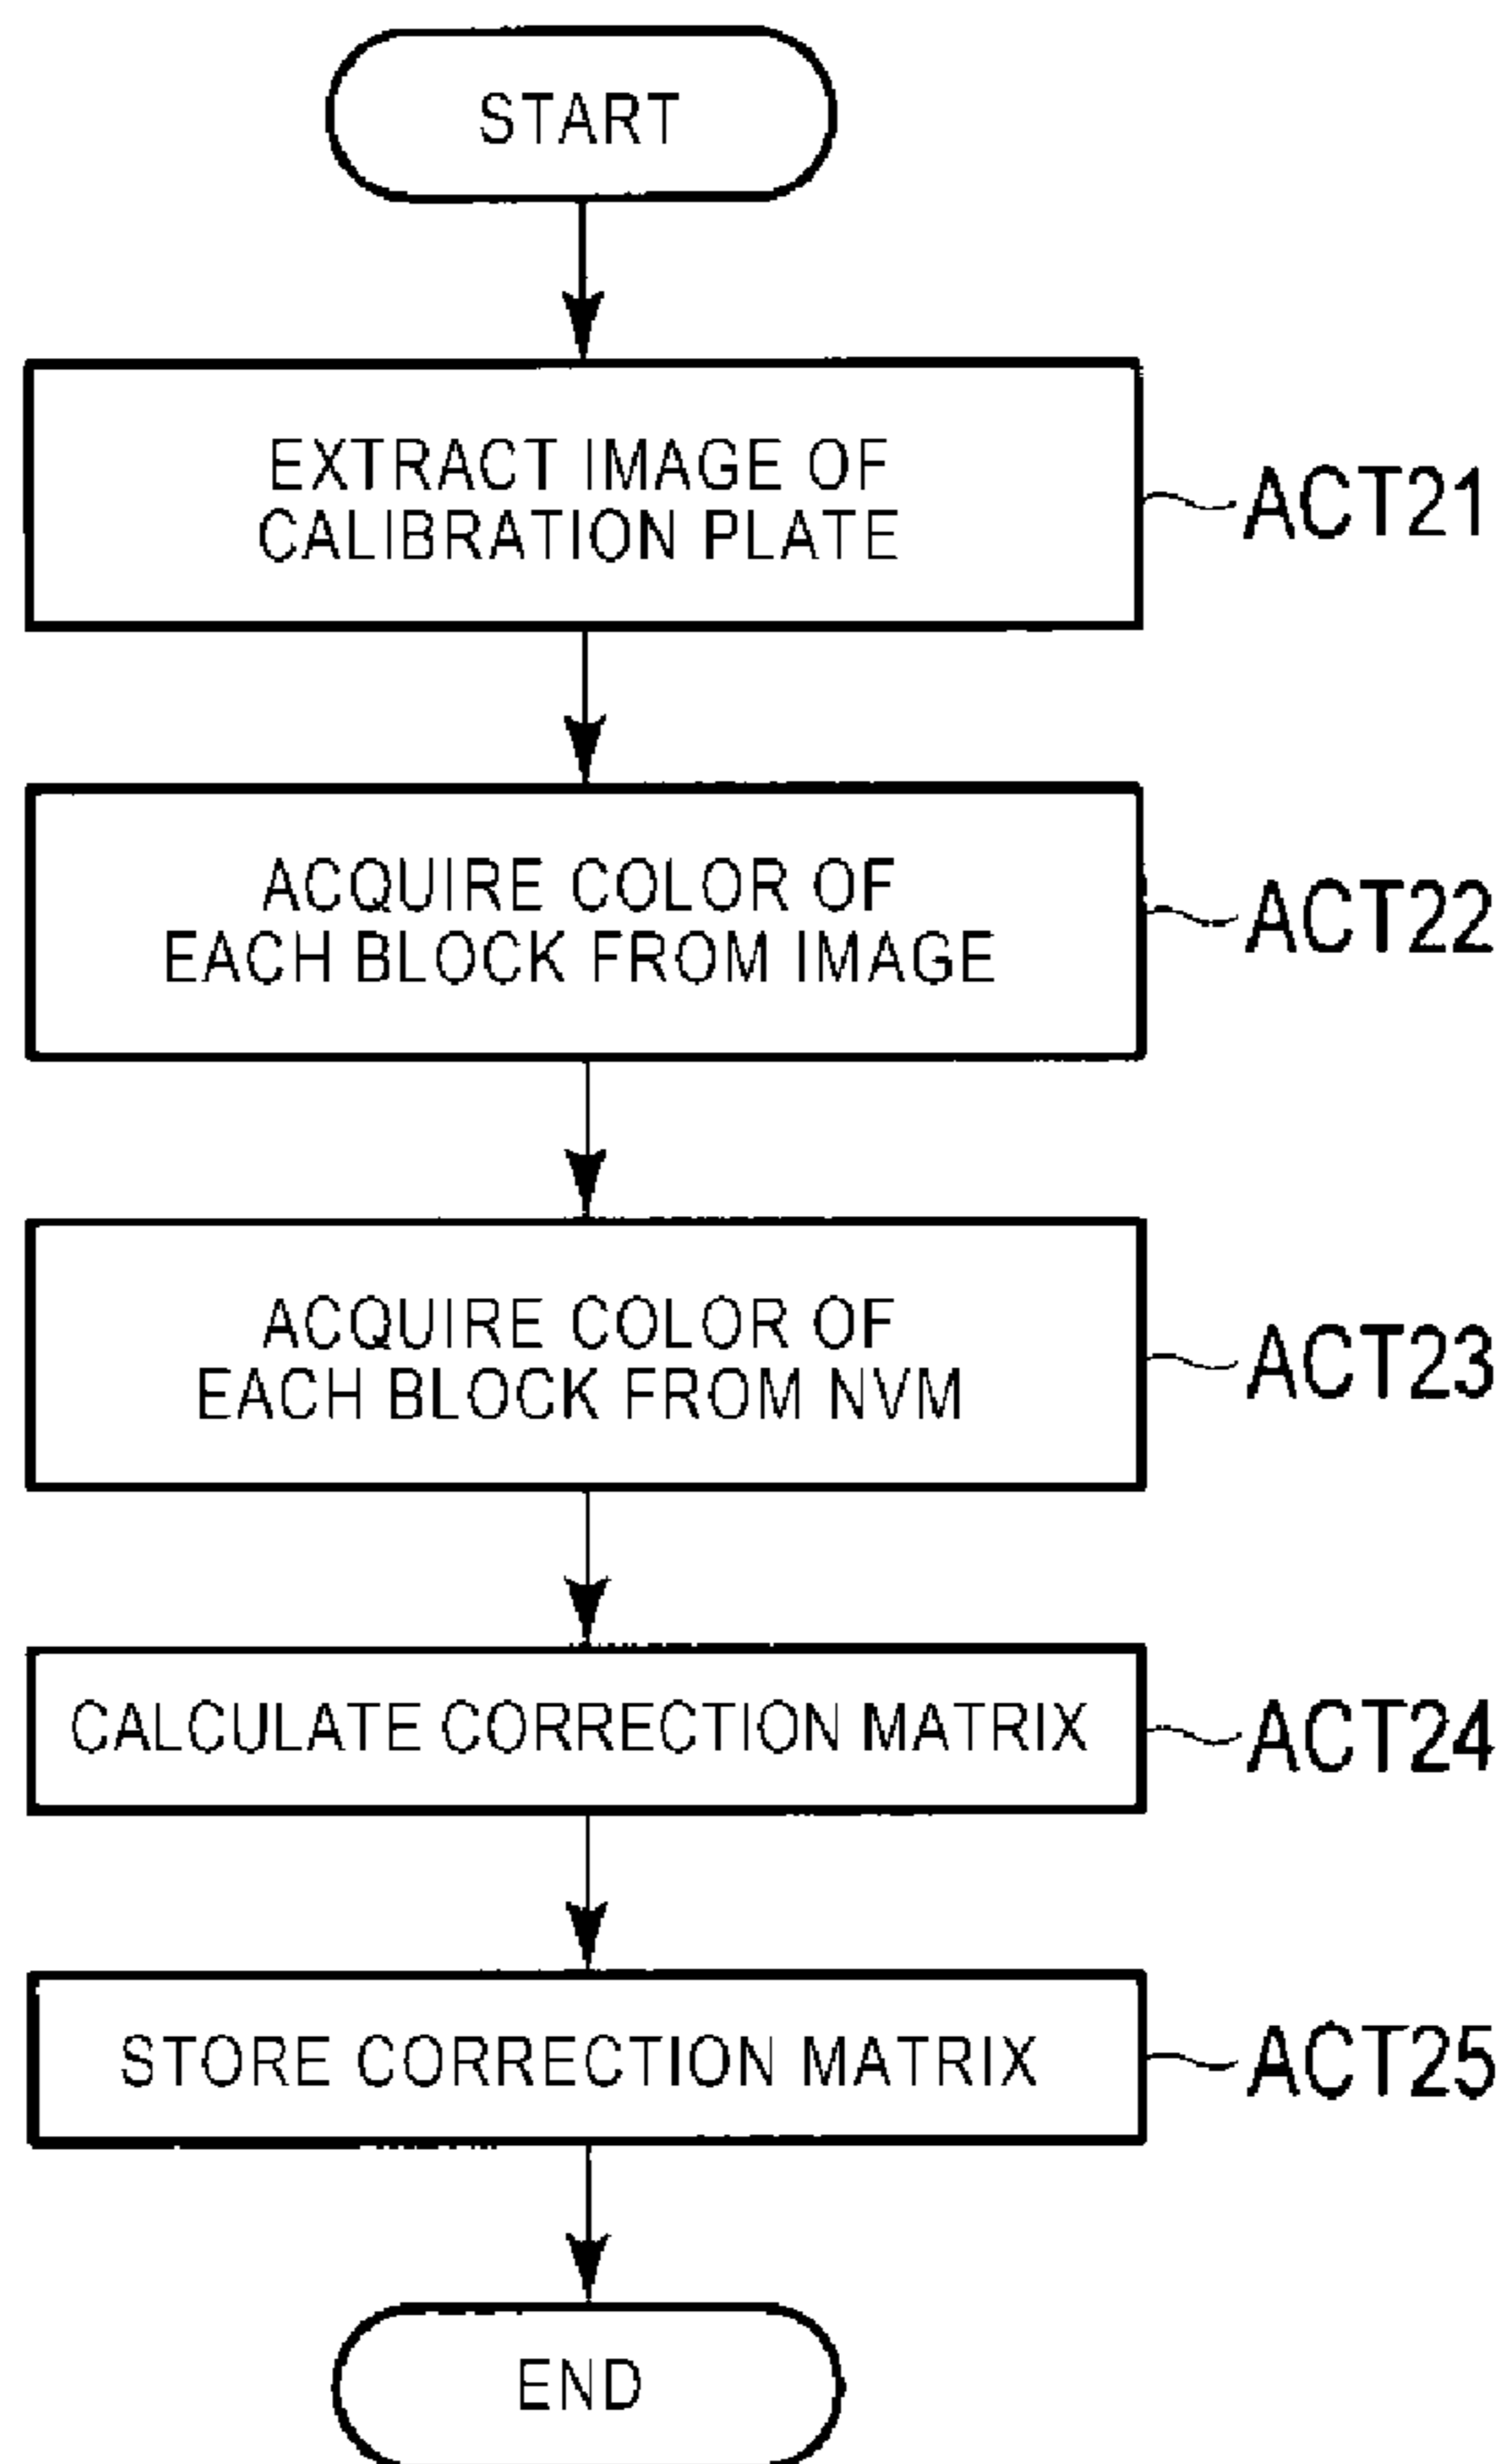 START
EXTRACT IMAGE OF
CALIBRATION PLATE
ACT21
ACQUIRE COLOR OF
EACH BLOCK FROM IMAGE
ACT22
ACQUIRE COLOR OF
EACH BLOCK FROM NVM
ACT23
CALCULATE CORRECTION MATRIX
ACT24
STORE CORRECTION MATRIX
ACT25
END